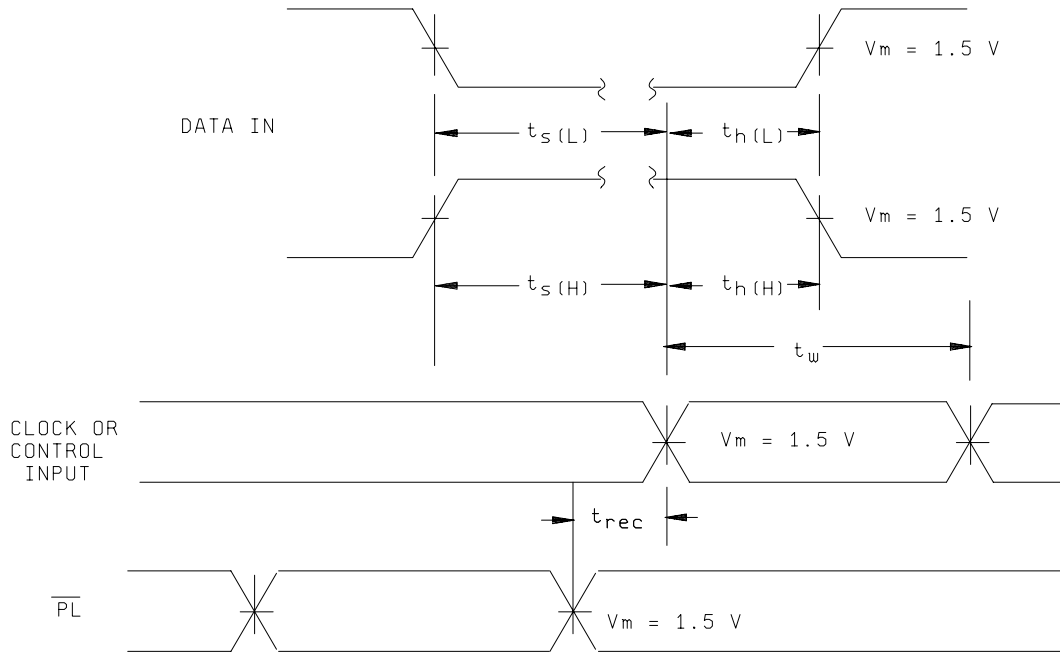 Vm = 1.5 V
DATA IN
ts(L)
th(L)
Vm = 1.5 V
ts(H)
th(H)
tw
CLOCK OR
CONTROL
INPUT
Vm = 1.5 V
trec
PL
Vm = 1.5 V